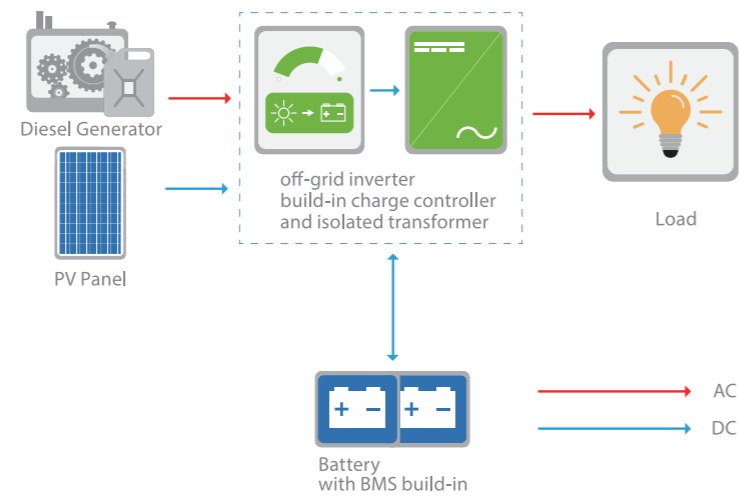 Diesel Generator
PV Panel
off-grid inverter
build-in charge controller
and isolated transformer
Load
Battery
with BMS build-in
AC
DC